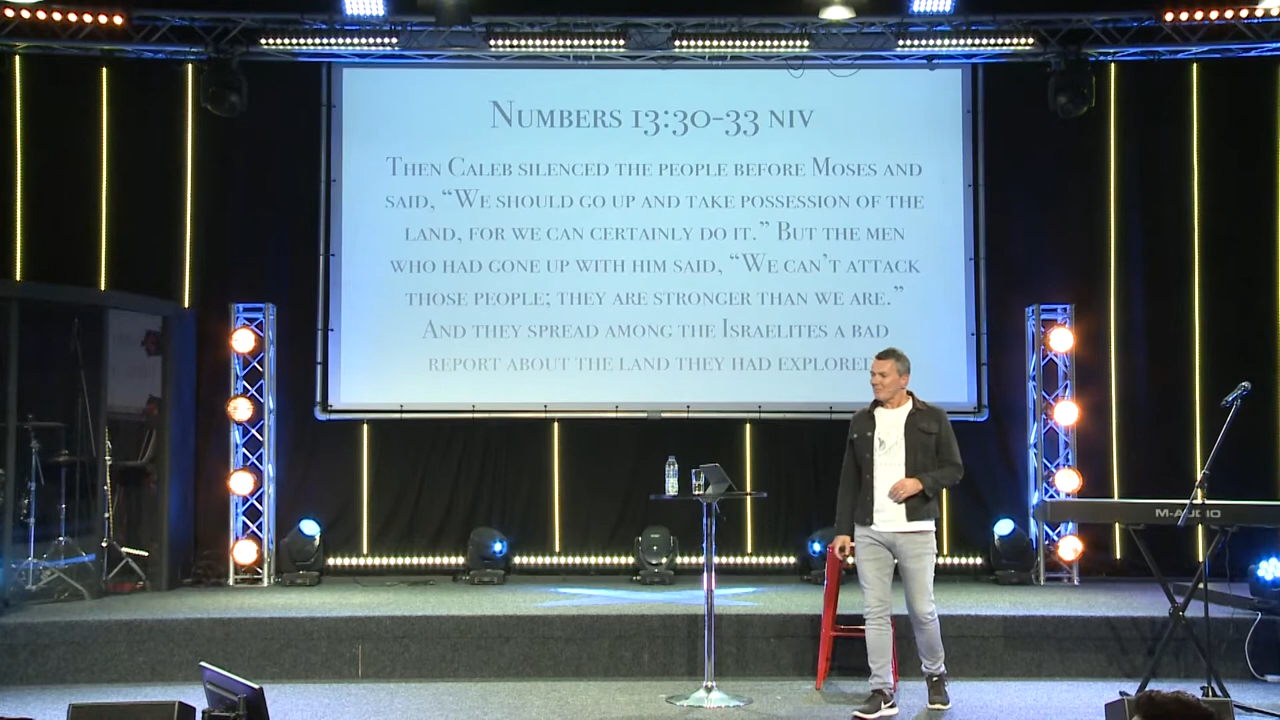 Numbers 13:30-33 NIV
Then Caleb silenced the people before Moses and
said, “We should go up and take possession of the
land, for we can certainly do it.” But the men
who had gone up with him said, “We can’t attack
those people; they are stronger than we are.”
And they spread among the Israelites a bad
report about the land they had explored
M-AUDIO